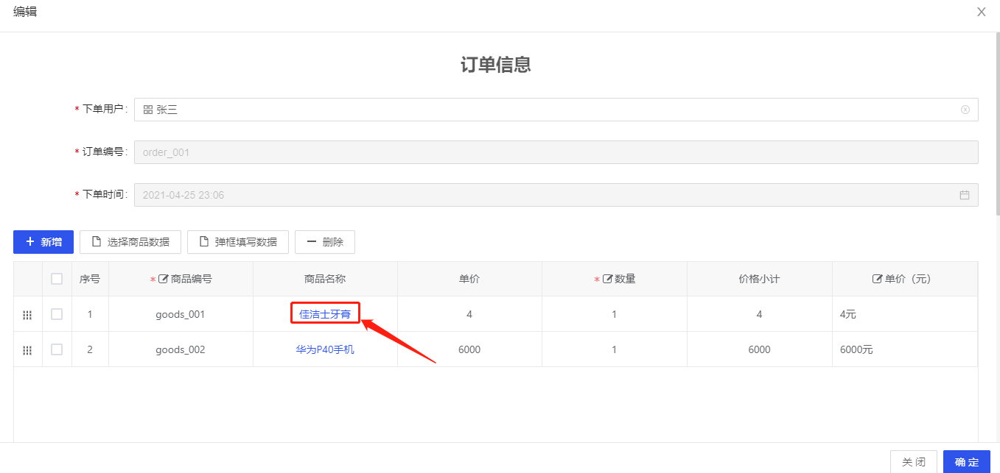 编辑 X
订单信息
* 下单用户: 张三
* 订单编号: order_001
* 下单时间: 2021-04-25 23:06
+ 新增 选择商品数据 弹框填写数据 — 删除
序号 * 商品编号 商品名称 单价 * 数量 价格小计 单价（元）
1 goods_001 佳洁士牙膏 4 1 4 4元
2 goods_002 华为P40手机 6000 1 6000 6000元
关 闭 确 定